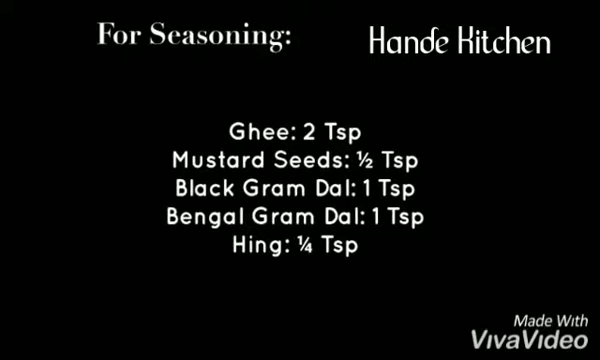 For Seasoning:
Hande Kitchen
Ghee: 2 Tsp
Mustard Seeds: ½ Tsp
Black Gram Dal: 1 Tsp
Bengal Gram Dal: 1 Tsp
Hing: ¼ Tsp
Made With
VivaVideo